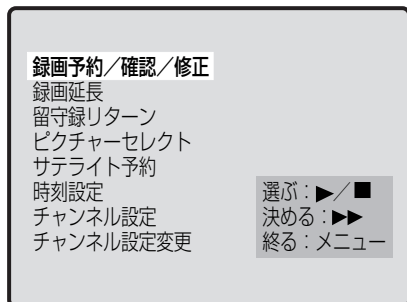 録画予約／確認／修正
録画延長
留守録リターン
ピクチャーセレクト
サテライト予約
時刻設定
チャンネル設定
チャンネル設定変更
選ぶ：▶／■
決める：▶▶
終る：メニュー